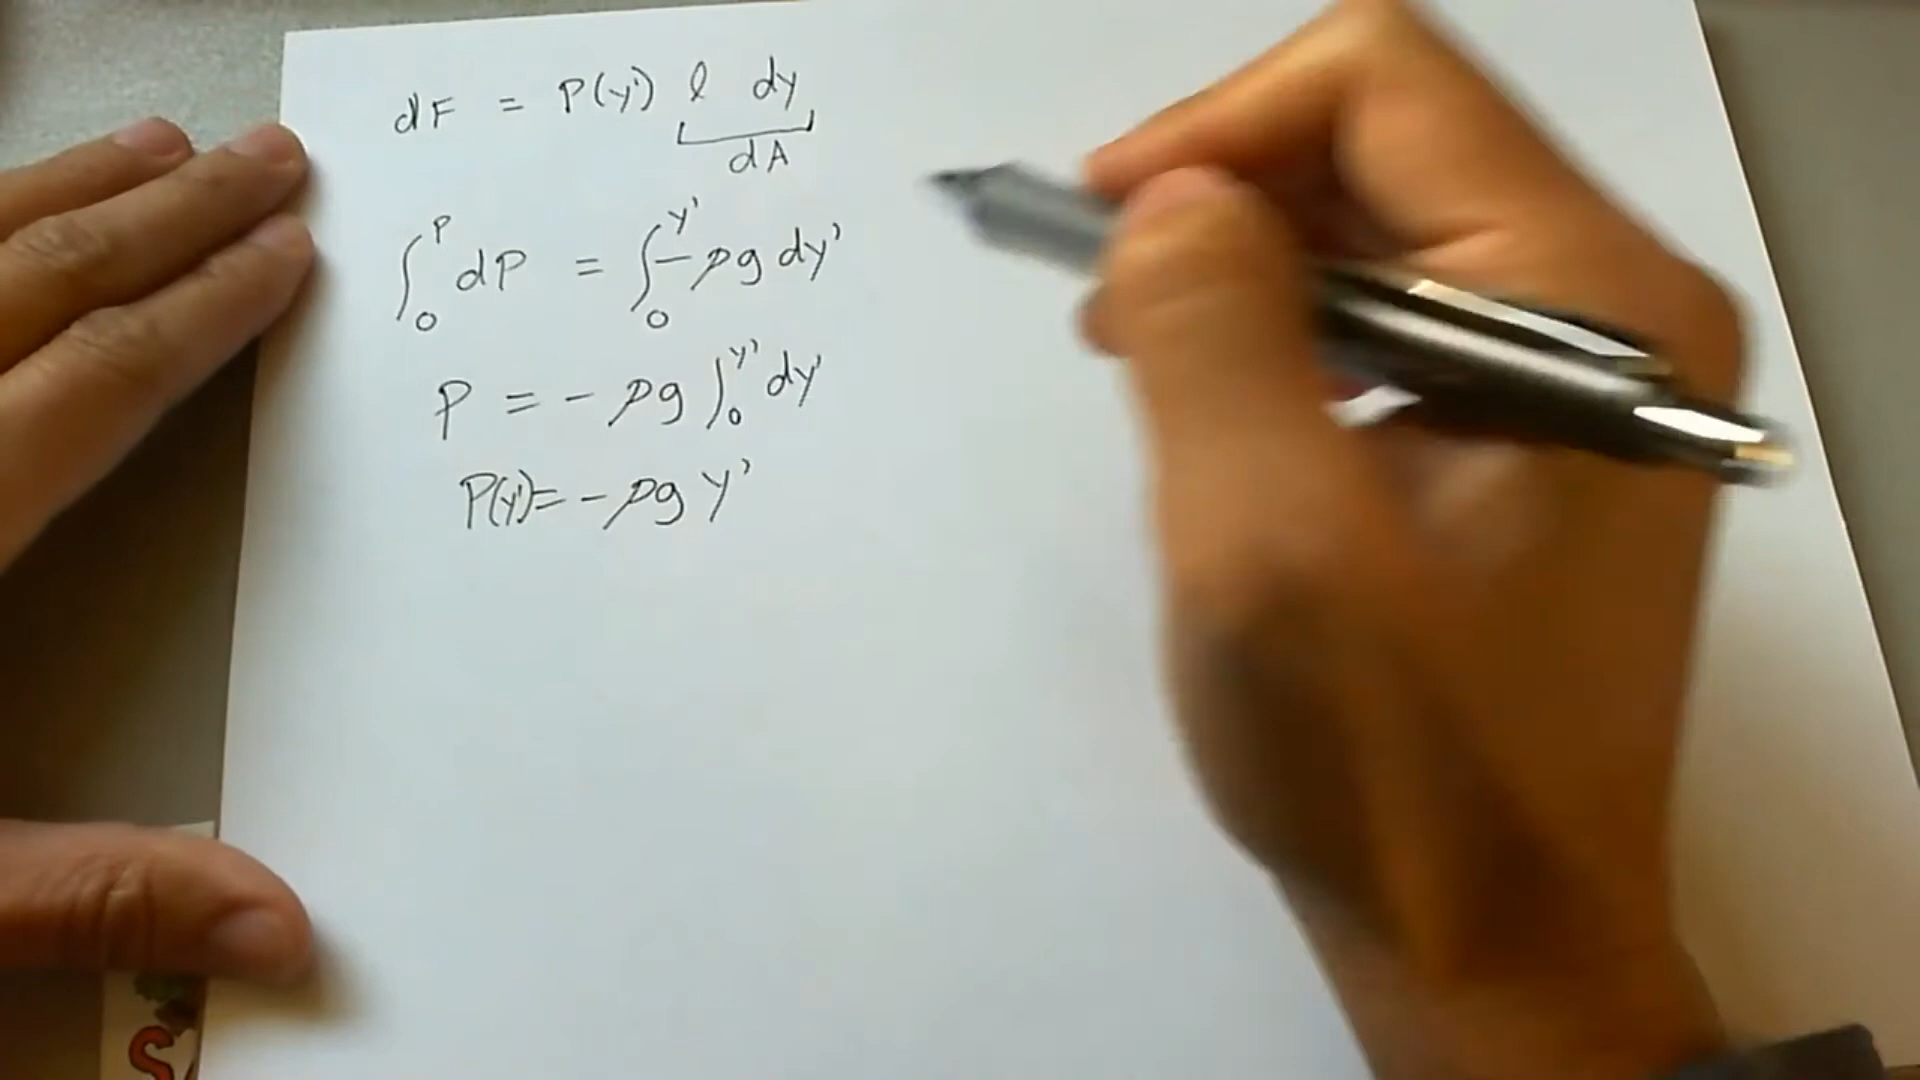 dF = P(y') l dy
dA
∫₀ᴾ dP = ∫₀^y' -ρg dy'
P = - ρg ∫₀^y' dy'
P(y') = - ρg y'